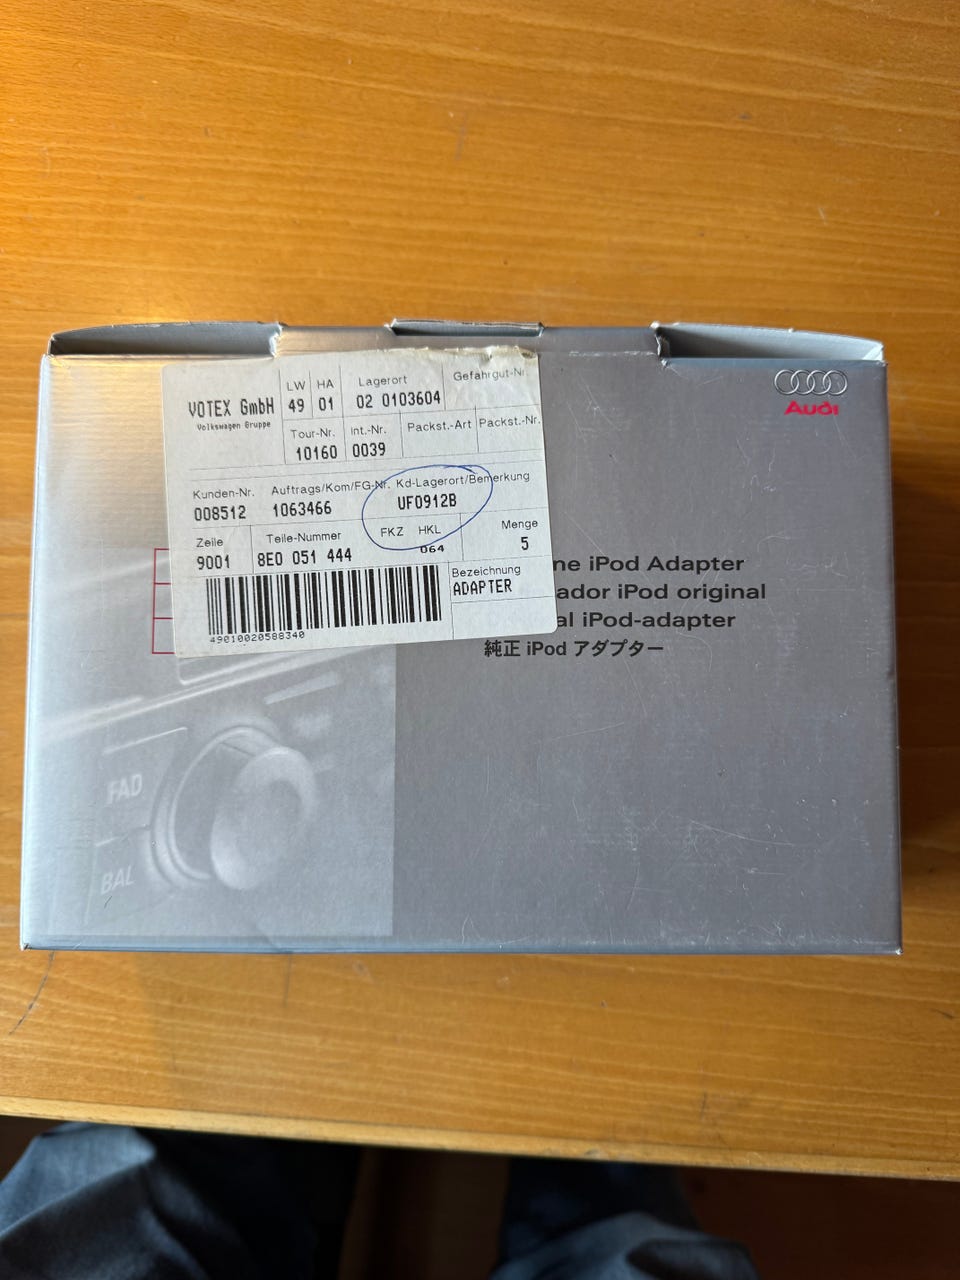 Audi
LW HA Lagerort Gefahrgut-Nr.
VOTEX GmbH 49 01 02 0103604
Volkswagen Gruppe
Tour-Nr. Int.-Nr. Packst.-Art Packst.-Nr.
10160 0039
Kunden-Nr. Auftrags/Kom/FG-Nr. Kd-Lagerort/Bemerkung
008512 1063466 UF0912B
FKZ HKL
064
Zeile Teile-Nummer Menge
9001 8E0 051 444 5
Bezeichnung
ADAPTER
49010020588340
ne iPod Adapter
ador iPod original
al iPod-adapter
純正 iPod アダプター
FAD
BAL